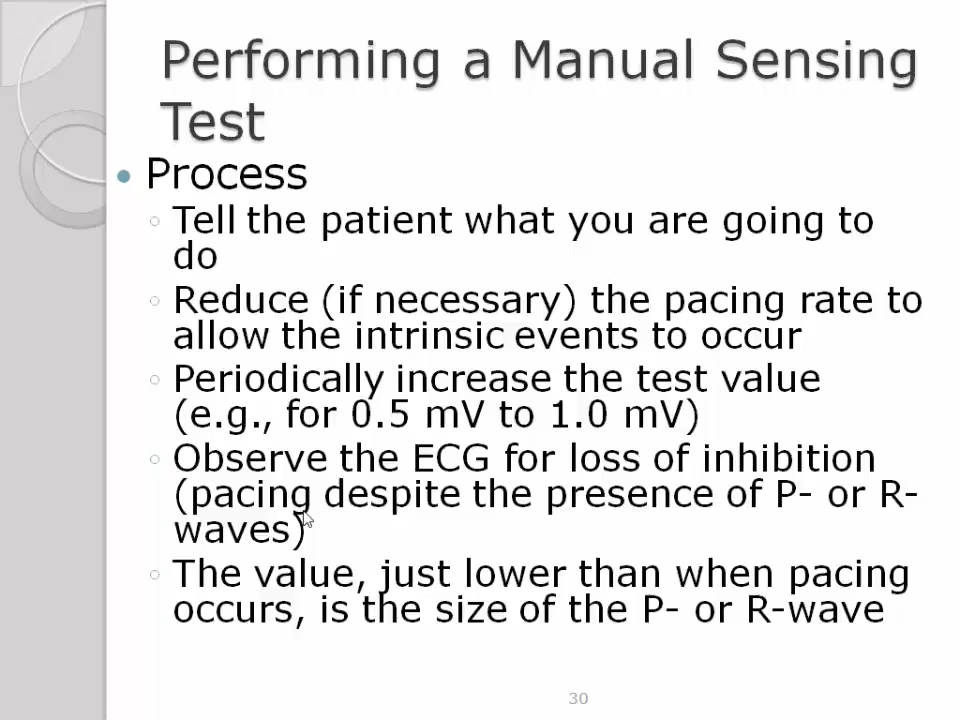 Performing a Manual Sensing
Test
Process
Tell the patient what you are going to
do
Reduce (if necessary) the pacing rate to
allow the intrinsic events to occur
Periodically increase the test value
(e.g., for 0.5 mV to 1.0 mV)
Observe the ECG for loss of inhibition
(pacing despite the presence of P- or R-
waves)
The value, just lower than when pacing
occurs, is the size of the P- or R-wave
30